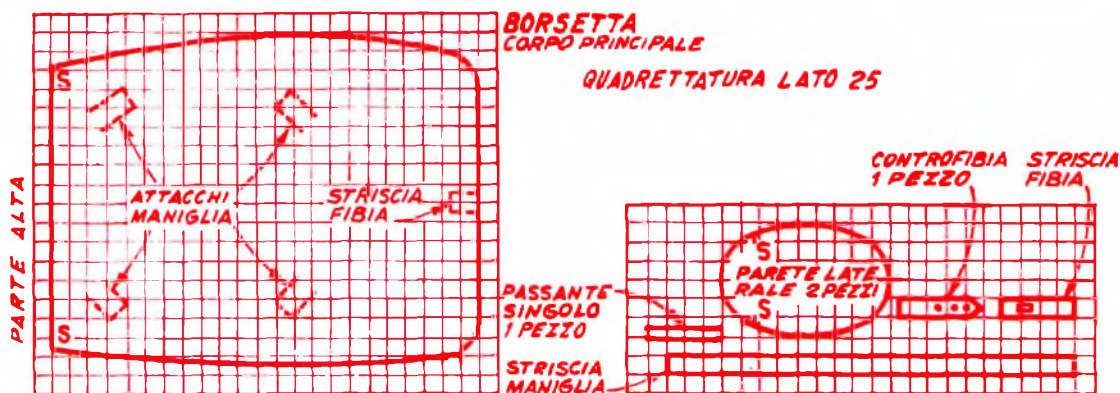 BORSETTA
CORPO PRINCIPALE
QUADRETTATURA LATO 25
S
ATTACCHI
MANIGLIA
STRISCIA
FIBIA
PARTE ALTA
S
CONTROFIBIA
1 PEZZO
STRISCIA
FIBIA
S
PARETE LATE
RALE 2 PEZZI
S
PASSANTE
SINGOLO
1 PEZZO
STRISCIA
MANIGLIA